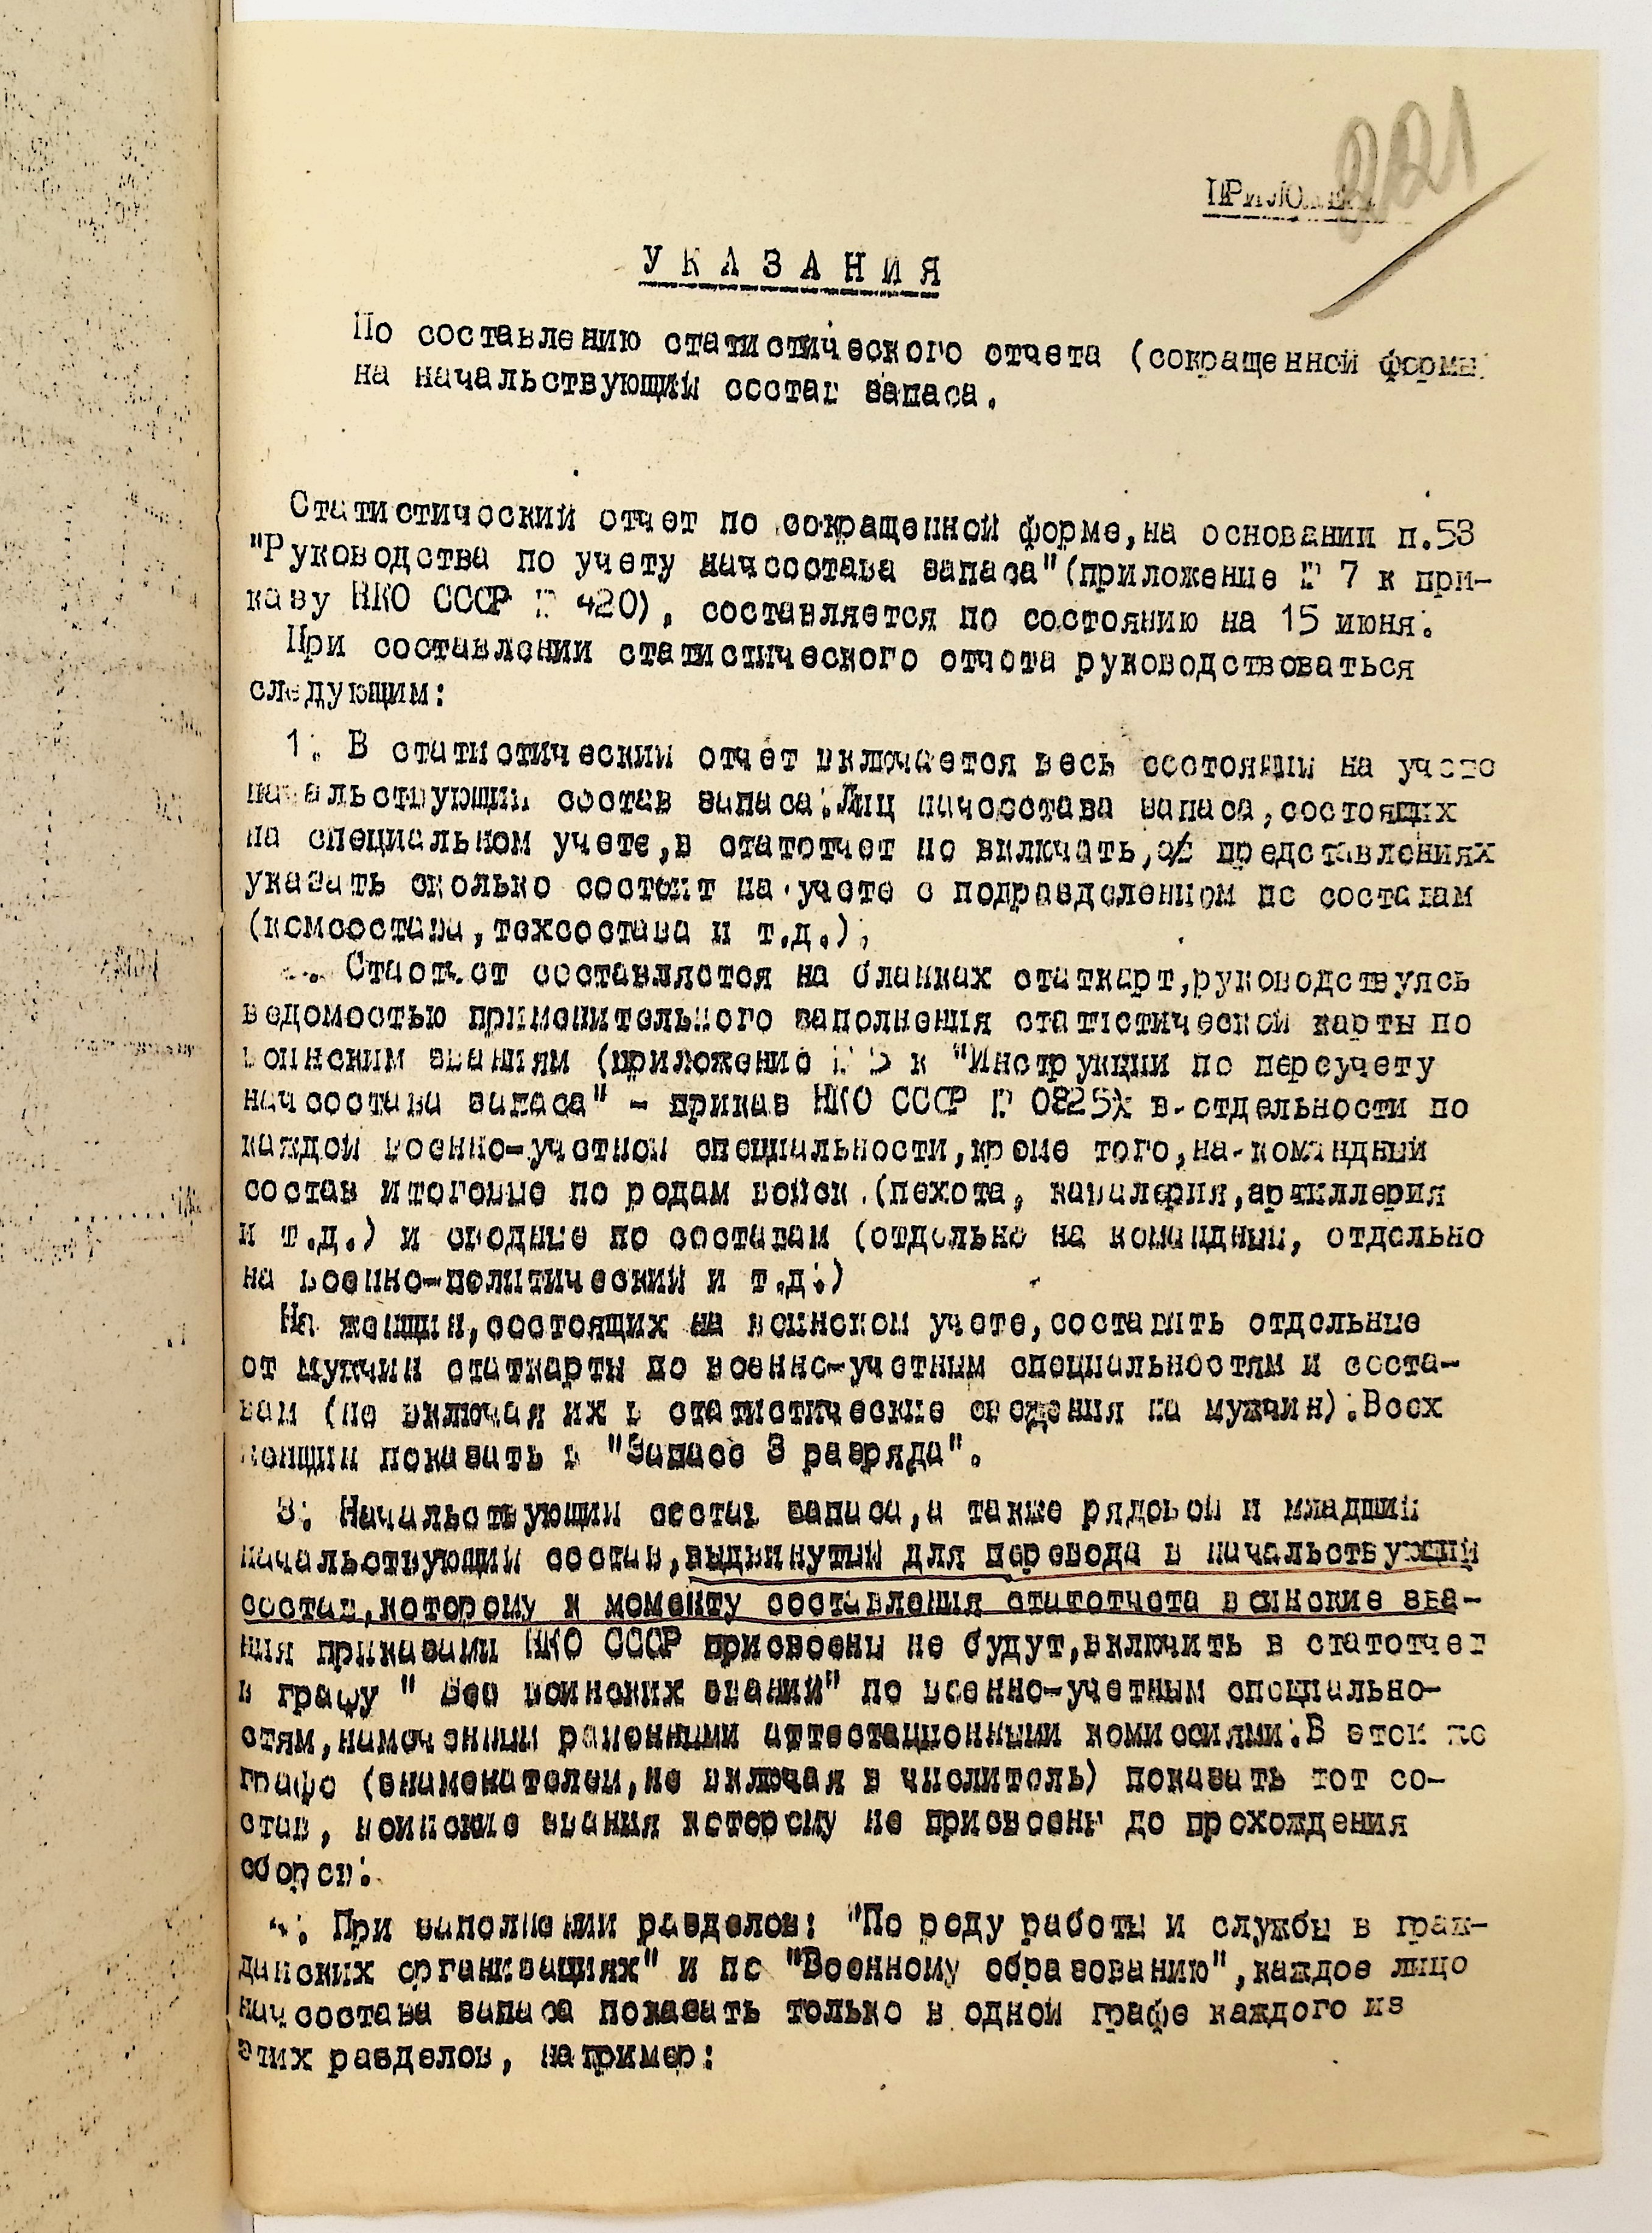 221
УКАЗАНИЯ
По составлению статистического отчета (сокращенной форма
на начальствующий состав запаса.
Статистический отчет по сокращенной форме,на основании п.53
"Руководства по учету начсостава запаса"(приложение № 7 к при-
казу НКО СССР № 420), составляется по состоянию на 15 июня.
При составлении статистического отчета руководствоваться
следующим:
1. В статистический отчет включается весь состоящий на учете
начальствующий состав запаса.Лиц начсостава запаса,состоящих
на специальном учете,в статотчет не включать, представлениях
указать сколько состоит на учете с подразделением по составам
(комсостава,техсостава и т.д.),
Статотчет составляется на бланках статкарт,руководствуясь
ведомостью применительного заполнения статистической карты по
воинским званиям (приложение № 5 к "Инструкции по переучету
начсостава запаса" - приказ НКО СССР № 0825) в отдельности по
каждой военно-учетной специальности,кроме того,на командный
состав итоговые по родам войск (пехота, кавалерия,артиллерия
и т.д.) и сводные по составам (отдельно на командный, отдельно
на военно-политический и т.д.)
На женщин,состоящих на воинском учете,составить отдельные
от мужчин статкарты по военно-учетным специальностям и соста-
вам (не включая их в статистические сведения на мужчин).Всех
женщин показать в "Запасе 3 разряда".
3. Начальствующий состав запаса,а также рядовой и младший
начальствующий состав,выдвинутый для перевода в начальствующий
состав,которому к моменту составления статотчета воинские зва-
ния приказами НКО СССР присвоены не будут,включить в статотчет
в графу " без воинских званий" по военно-учетным специально-
стям,намеченным районными аттестационными комиссиями.В этой же
графе (знаменателем,не включая в числитель) показать тот со-
став, воинские звания которому не присвоены до прохождения
сборов.
4. При заполнении разделов: "По роду работы и службы в граж-
данских организациях" и по "Военному образованию",каждое лицо
начсостава запаса показать только в одной графе каждого из
этих разделов, например: